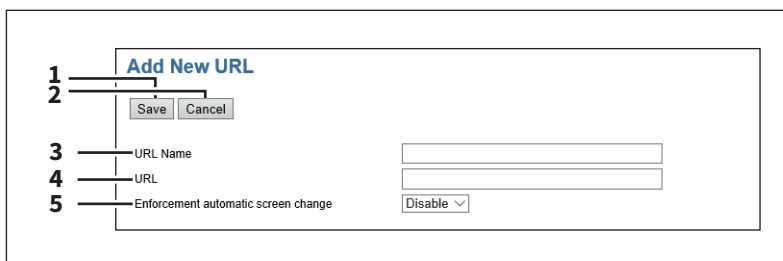 Add New URL
1
2
Save Cancel
3 URL Name
4 URL
5 Enforcement automatic screen change Disable